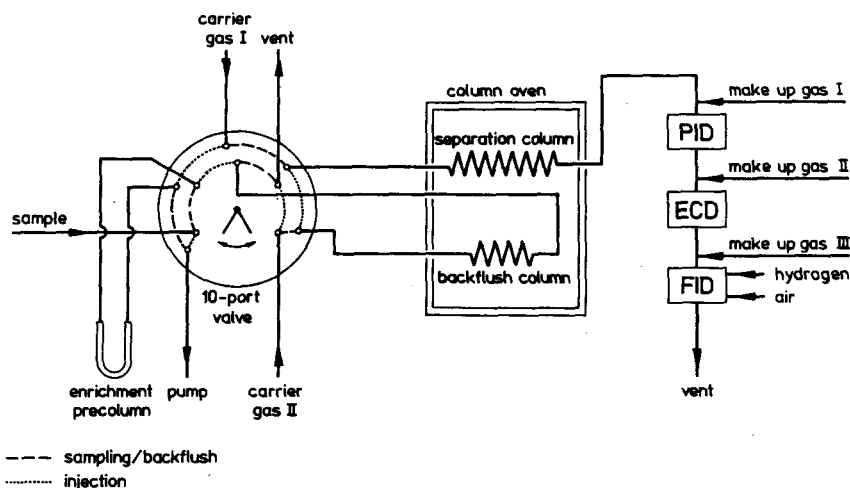 carrier
gas I vent
column oven
make up gas I
separation column
PID
make up gas II
sample
ECD
make up gas III
backflush column
hydrogen
10-port
valve
FID
air
enrichment
precolumn
pump
carrier
gas II
vent
--- sampling/backflush
........ injection